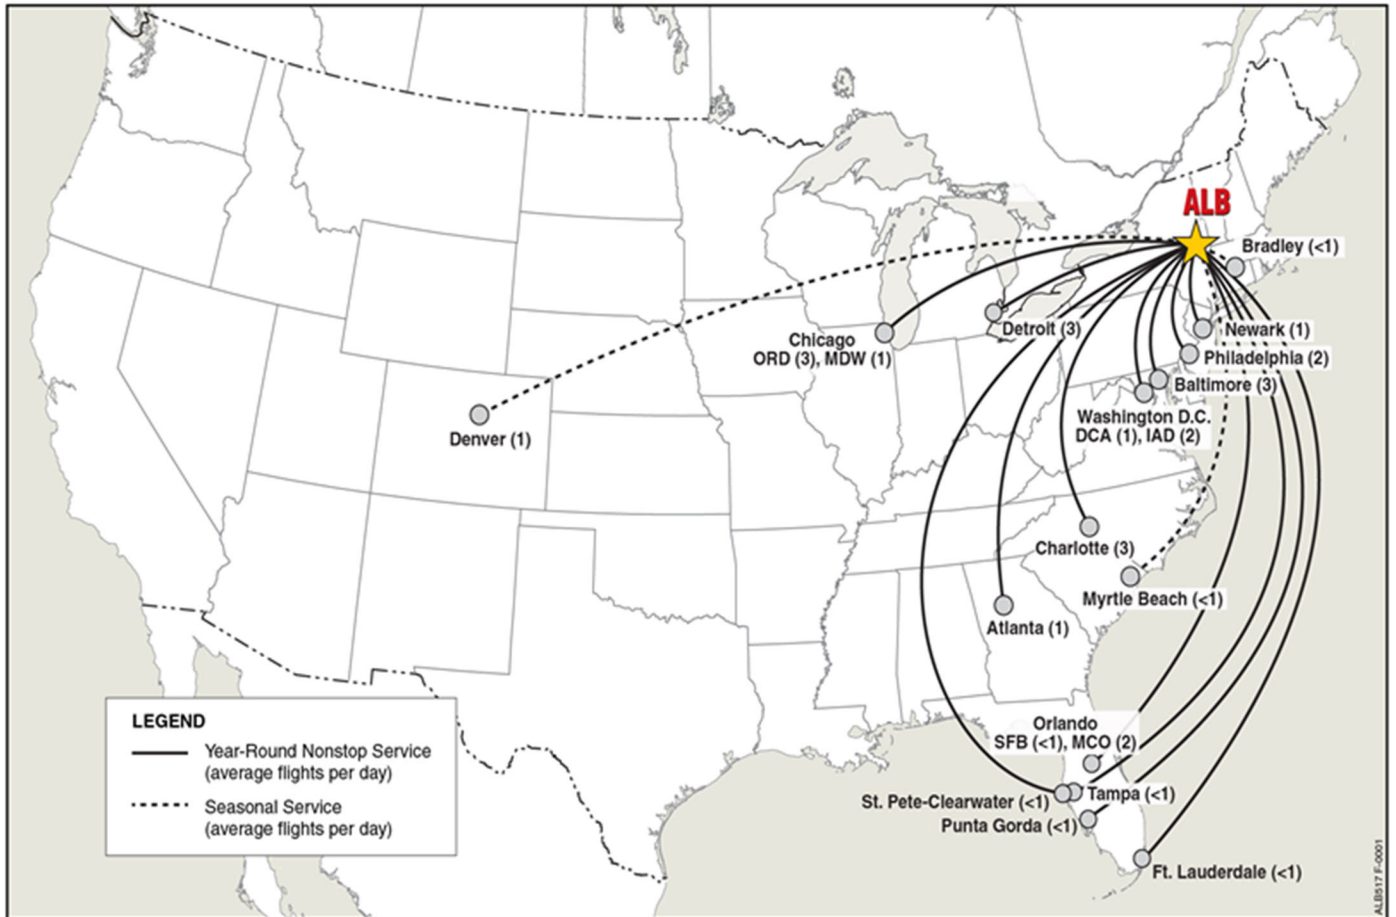 ALB
Bradley (<1)
Newark (1)
Detroit (3)
Chicago
ORD (3), MDW (1)
Philadelphia (2)
Baltimore (3)
Washington D.C.
DCA (1), IAD (2)
Denver (1)
Charlotte (3)
Myrtle Beach (<1)
Atlanta (1)
Orlando
SFB (<1), MCO (2)
Tampa (<1)
St. Pete-Clearwater (<1)
Punta Gorda (<1)
Ft. Lauderdale (<1)
LEGEND
Year-Round Nonstop Service
(average flights per day)
Seasonal Service
(average flights per day)
ALB517 F-0001